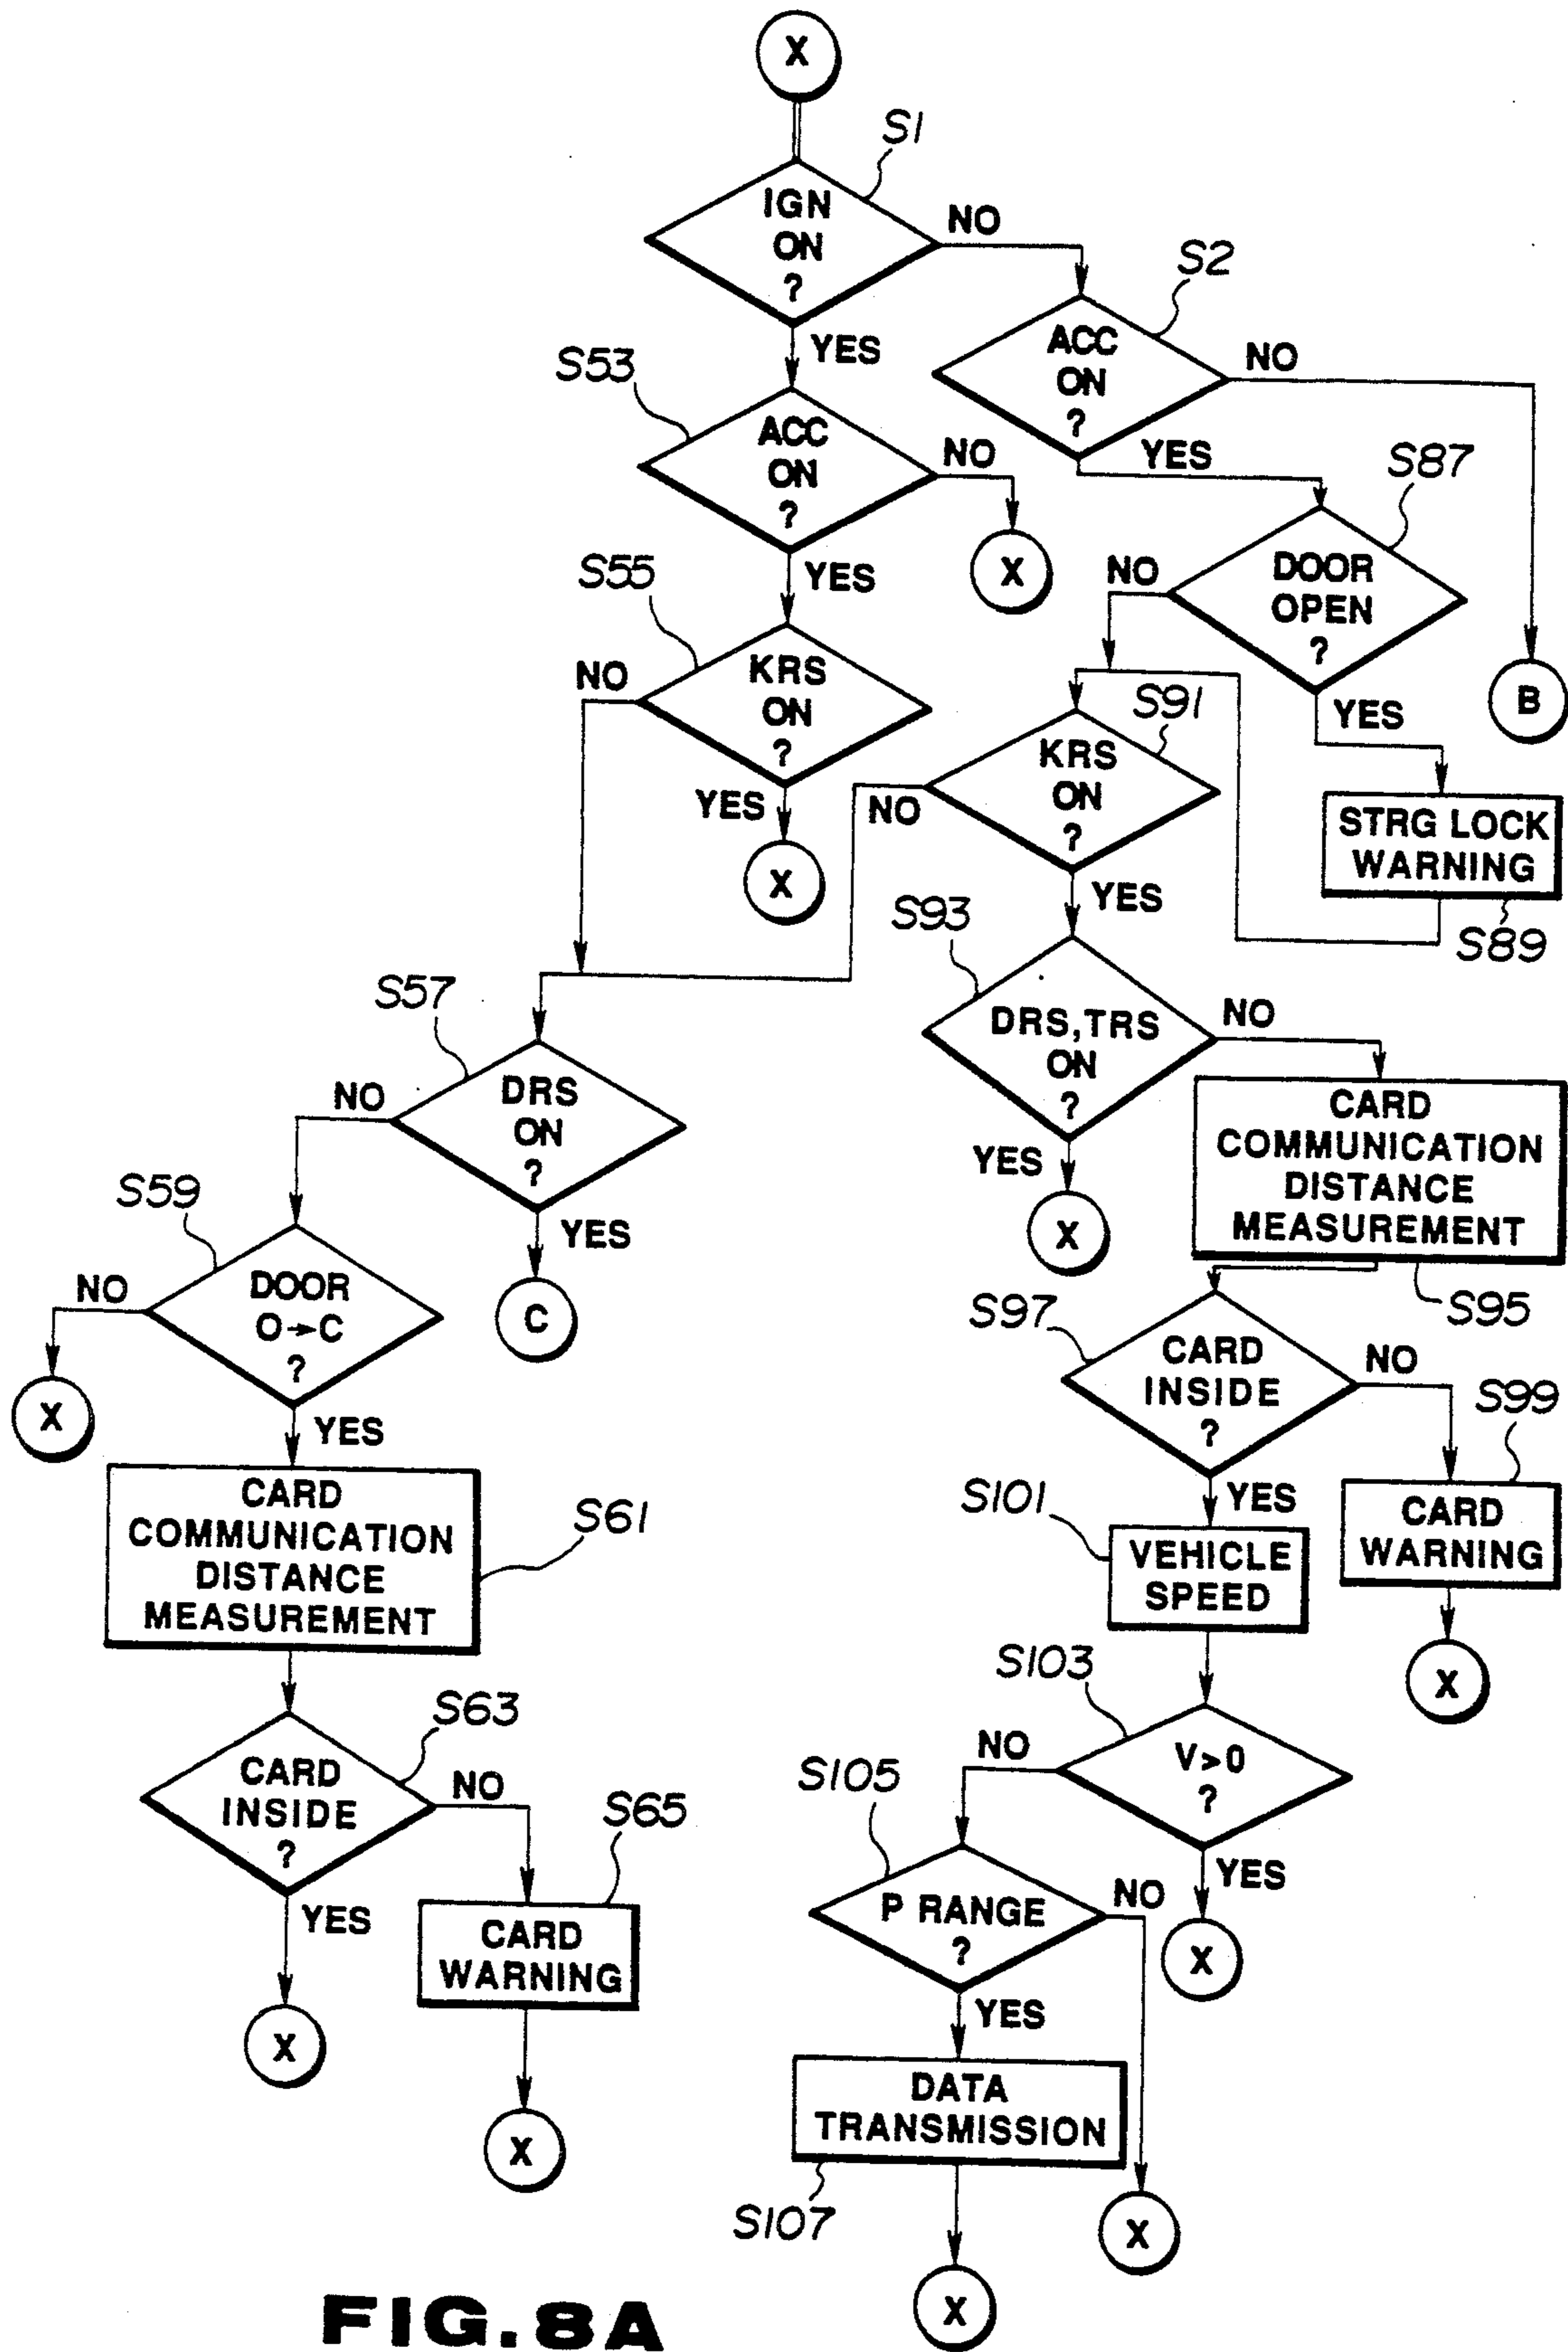 X
S1
IGN
ON
?
NO
YES
S2
ACC
ON
?
NO
YES
S53
ACC
ON
?
NO
X
YES
S87
DOOR
OPEN
?
NO
YES
B
S55
KRS
ON
?
NO
YES
X
S91
KRS
ON
?
NO
YES
STRG LOCK
WARNING
S89
S93
DRS,TRS
ON
?
NO
YES
X
S57
DRS
ON
?
NO
YES
C
CARD
COMMUNICATION
DISTANCE
MEASUREMENT
S95
S59
DOOR
O→C
?
NO
X
YES
S97
CARD
INSIDE
?
NO
YES
S99
CARD
WARNING
X
CARD
COMMUNICATION
DISTANCE
MEASUREMENT
S61
S101
VEHICLE
SPEED
S63
CARD
INSIDE
?
NO
YES
X
S65
CARD
WARNING
X
S103
V>0
?
NO
YES
X
S105
P RANGE
?
NO
X
YES
DATA
TRANSMISSION
S107
X
FIG.8A